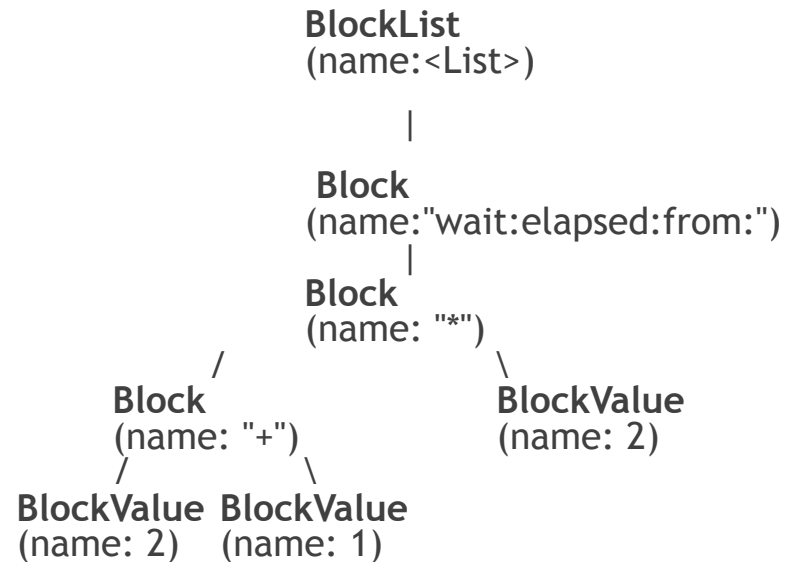 BlockList
(name:<List>)
|
Block
(name:"wait:elapsed:from:")
|
Block
(name: "*")
/ \
Block BlockValue
(name: "+") (name: 2)
/ \
BlockValue BlockValue
(name: 2) (name: 1)